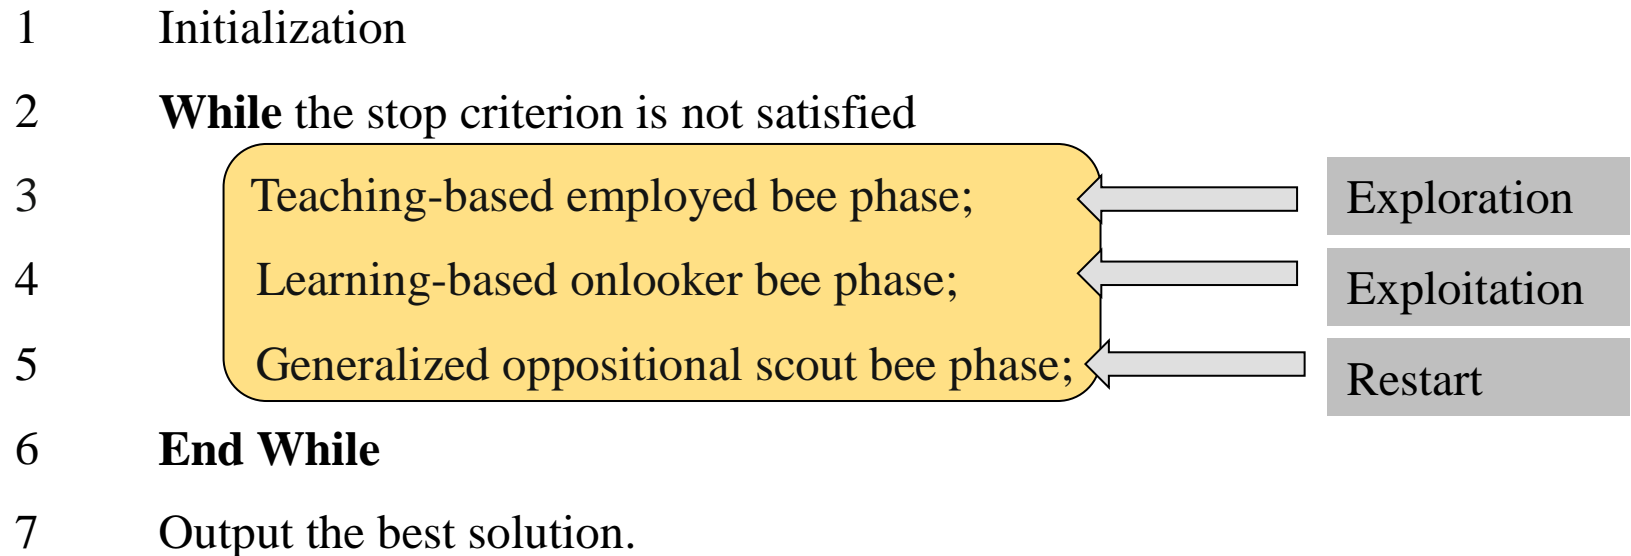 1 Initialization
2 While the stop criterion is not satisfied
3 Teaching-based employed bee phase; Exploration
4 Learning-based onlooker bee phase; Exploitation
5 Generalized oppositional scout bee phase; Restart
6 End While
7 Output the best solution.